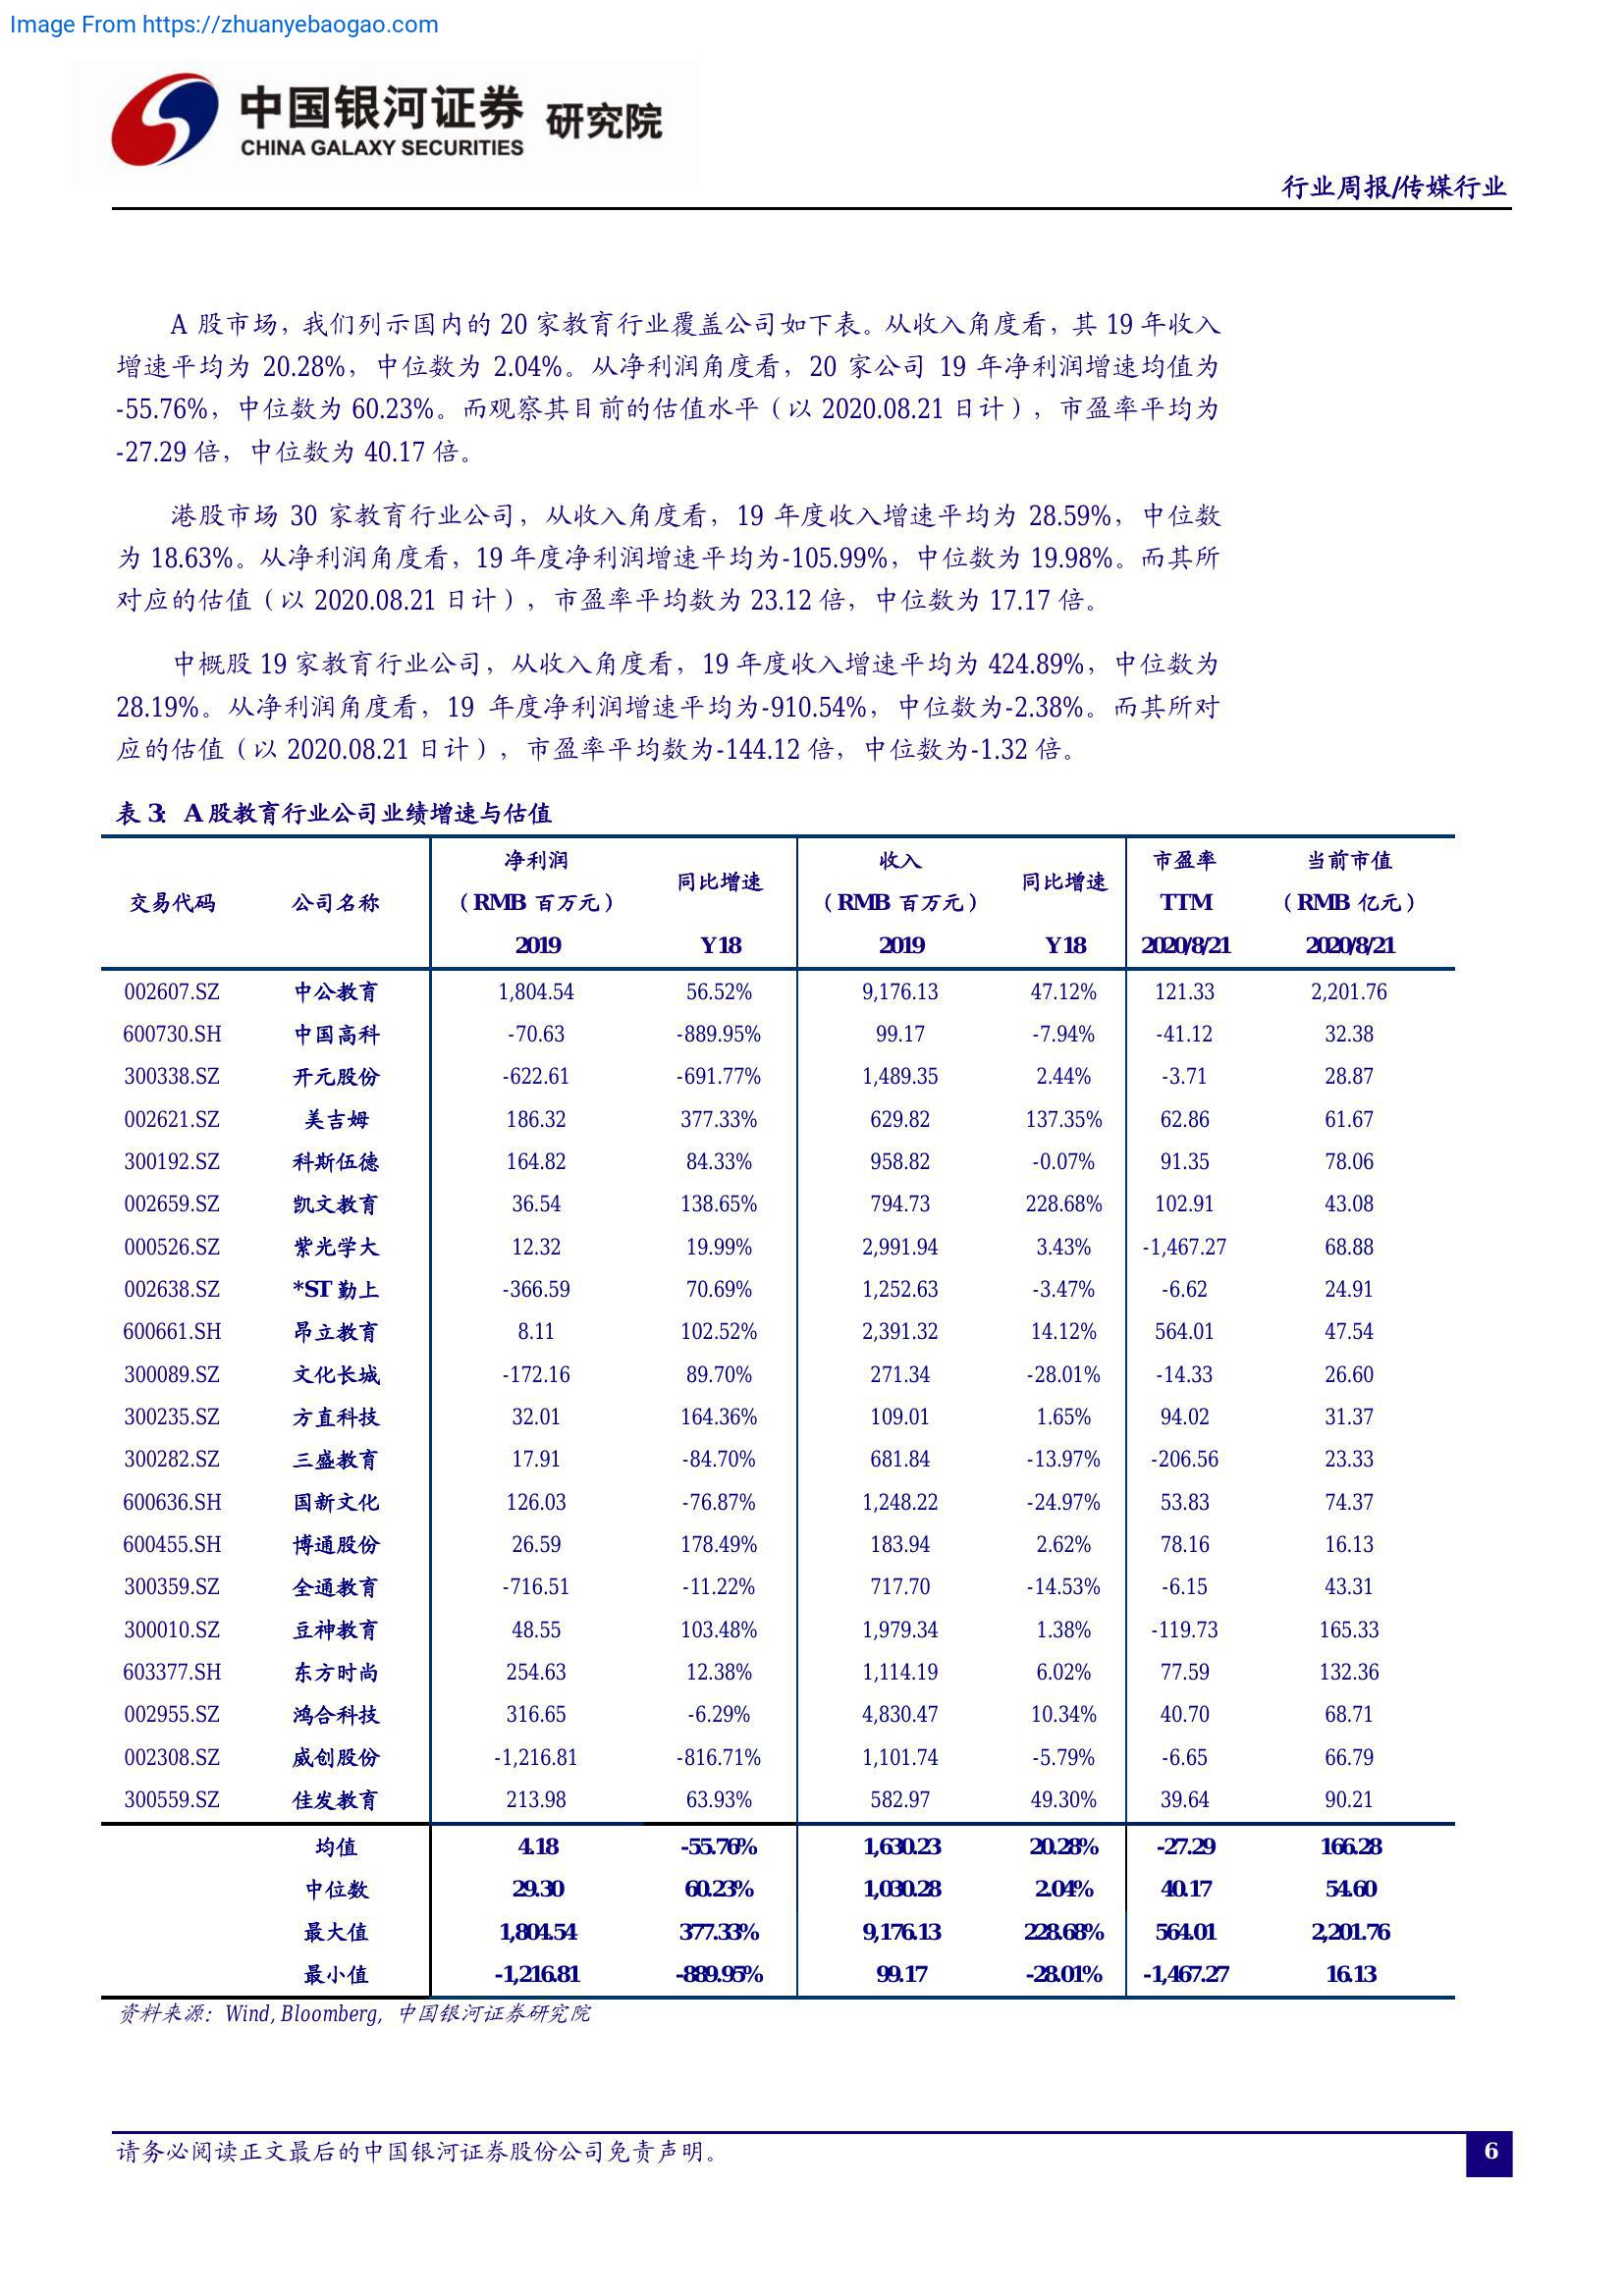 Image From https://zhuanyebaogao.com
中国银河证券 研究院
CHINA GALAXY SECURITIES
行业周报/传媒行业
A 股市场，我们列示国内的 20 家教育行业覆盖公司如下表。从收入角度看，其 19 年收入
增速平均为 20.28%，中位数为 2.04%。从净利润角度看，20 家公司 19 年净利润增速均值为
-55.76%，中位数为 60.23%。而观察其目前的估值水平（以 2020.08.21 日计），市盈率平均为
-27.29 倍，中位数为 40.17 倍。
港股市场 30 家教育行业公司，从收入角度看，19 年度收入增速平均为 28.59%，中位数
为 18.63%。从净利润角度看，19 年度净利润增速平均为-105.99%，中位数为 19.98%。而其所
对应的估值（以 2020.08.21 日计），市盈率平均数为 23.12 倍，中位数为 17.17 倍。
中概股 19 家教育行业公司，从收入角度看，19 年度收入增速平均为 424.89%，中位数为
28.19%。从净利润角度看，19 年度净利润增速平均为-910.54%，中位数为-2.38%。而其所对
应的估值（以 2020.08.21 日计），市盈率平均数为-144.12 倍，中位数为-1.32 倍。
表 3：A 股教育行业公司业绩增速与估值
净利润 收入 市盈率 当前市值
同比增速 同比增速
交易代码 公司名称 （RMB 百万元） （RMB 百万元） TTM （RMB 亿元）
2019 Y18 2019 Y18 2020/8/21 2020/8/21
002607.SZ 中公教育 1,804.54 56.52% 9,176.13 47.12% 121.33 2,201.76
600730.SH 中国高科 -70.63 -889.95% 99.17 -7.94% -41.12 32.38
300338.SZ 开元股份 -622.61 -691.77% 1,489.35 2.44% -3.71 28.87
002621.SZ 美吉姆 186.32 377.33% 629.82 137.35% 62.86 61.67
300192.SZ 科斯伍德 164.82 84.33% 958.82 -0.07% 91.35 78.06
002659.SZ 凯文教育 36.54 138.65% 794.73 228.68% 102.91 43.08
000526.SZ 紫光学大 12.32 19.99% 2,991.94 3.43% -1,467.27 68.88
002638.SZ *ST 勤上 -366.59 70.69% 1,252.63 -3.47% -6.62 24.91
600661.SH 昂立教育 8.11 102.52% 2,391.32 14.12% 564.01 47.54
300089.SZ 文化长城 -172.16 89.70% 271.34 -28.01% -14.33 26.60
300235.SZ 方直科技 32.01 164.36% 109.01 1.65% 94.02 31.37
300282.SZ 三盛教育 17.91 -84.70% 681.84 -13.97% -206.56 23.33
600636.SH 国新文化 126.03 -76.87% 1,248.22 -24.97% 53.83 74.37
600455.SH 博通股份 26.59 178.49% 183.94 2.62% 78.16 16.13
300359.SZ 全通教育 -716.51 -11.22% 717.70 -14.53% -6.15 43.31
300010.SZ 豆神教育 48.55 103.48% 1,979.34 1.38% -119.73 165.33
603377.SH 东方时尚 254.63 12.38% 1,114.19 6.02% 77.59 132.36
002955.SZ 鸿合科技 316.65 -6.29% 4,830.47 10.34% 40.70 68.71
002308.SZ 威创股份 -1,216.81 -816.71% 1,101.74 -5.79% -6.65 66.79
300559.SZ 佳发教育 213.98 63.93% 582.97 49.30% 39.64 90.21
均值 4.18 -55.76% 1,630.23 20.28% -27.29 166.28
中位数 29.30 60.23% 1,030.28 2.04% 40.17 54.60
最大值 1,804.54 377.33% 9,176.13 228.68% 564.01 2,201.76
最小值 -1,216.81 -889.95% 99.17 -28.01% -1,467.27 16.13
资料来源：Wind, Bloomberg，中国银河证券研究院
请务必阅读正文最后的中国银河证券股份公司免责声明。
6